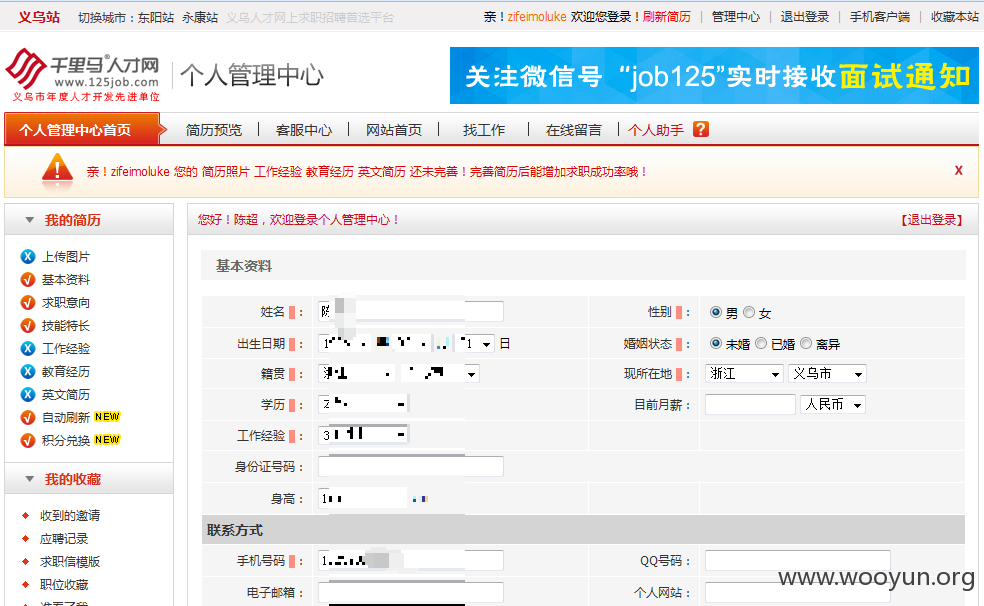 义乌站 切换城市：东阳站 永康站 义乌人才网上求职招聘首选平台 亲！zifeimoluke 欢迎您登录！刷新简历 | 管理中心 | 退出登录 | 手机客户端 | 收藏本站
千里马®人才网
www.125job.com
义乌市年度人才开发先进单位
个人管理中心
关注微信号“job125”实时接收面试通知
个人管理中心首页 简历预览 客服中心 网站首页 找工作 在线留言 个人助手 ?
亲！zifeimoluke 您的 简历照片 工作经验 教育经历 英文简历 还未完善！完善简历后能增加求职成功率哦！ X
我的简历
上传图片
基本资料
求职意向
技能特长
工作经验
教育经历
英文简历
自动刷新 NEW
积分兑换 NEW
我的收藏
收到的邀请
应聘记录
求职信模版
职位收藏
您好！陈超，欢迎登录个人管理中心！ 【退出登录】
基本资料
姓名： 陈 性别： 男 女
出生日期： 1 1 日 婚姻状态： 未婚 已婚 离异
籍贯： 现所在地： 浙江 义乌市
学历： 目前月薪： 人民币
工作经验： 3
身份证号码：
身高： 1
联系方式
手机号码： 1 QQ号码：
电子邮箱： 个人网站：
www.wooyun.org